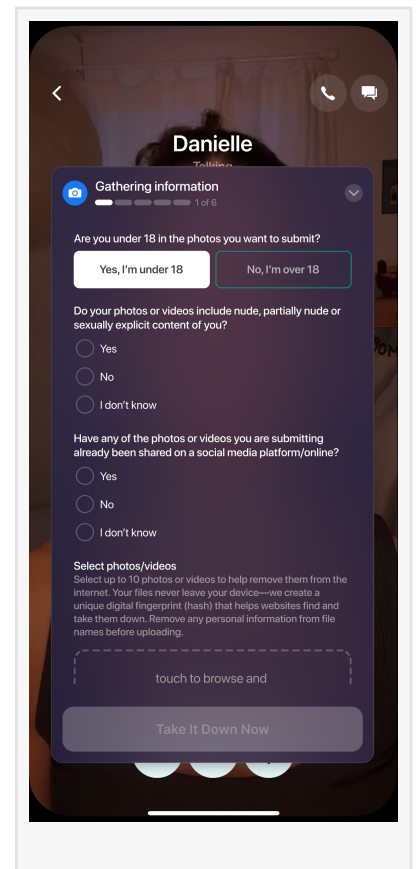 Danielle
Talking
Gathering information
1 of 6
Are you under 18 in the photos you want to submit?
Yes, I'm under 18
No, I'm over 18
Do your photos or videos include nude, partially nude or
sexually explicit content of you?
Yes
No
I don't know
Have any of the photos or videos you are submitting
already been shared on a social media platform/online?
Yes
No
I don't know
Select photos/videos
Select up to 10 photos or videos to help remove them from the
internet. Your files never leave your device—we create a
unique digital fingerprint (hash) that helps websites find and
take them down. Remove any personal information from file
names before uploading.
touch to browse and
Take It Down Now